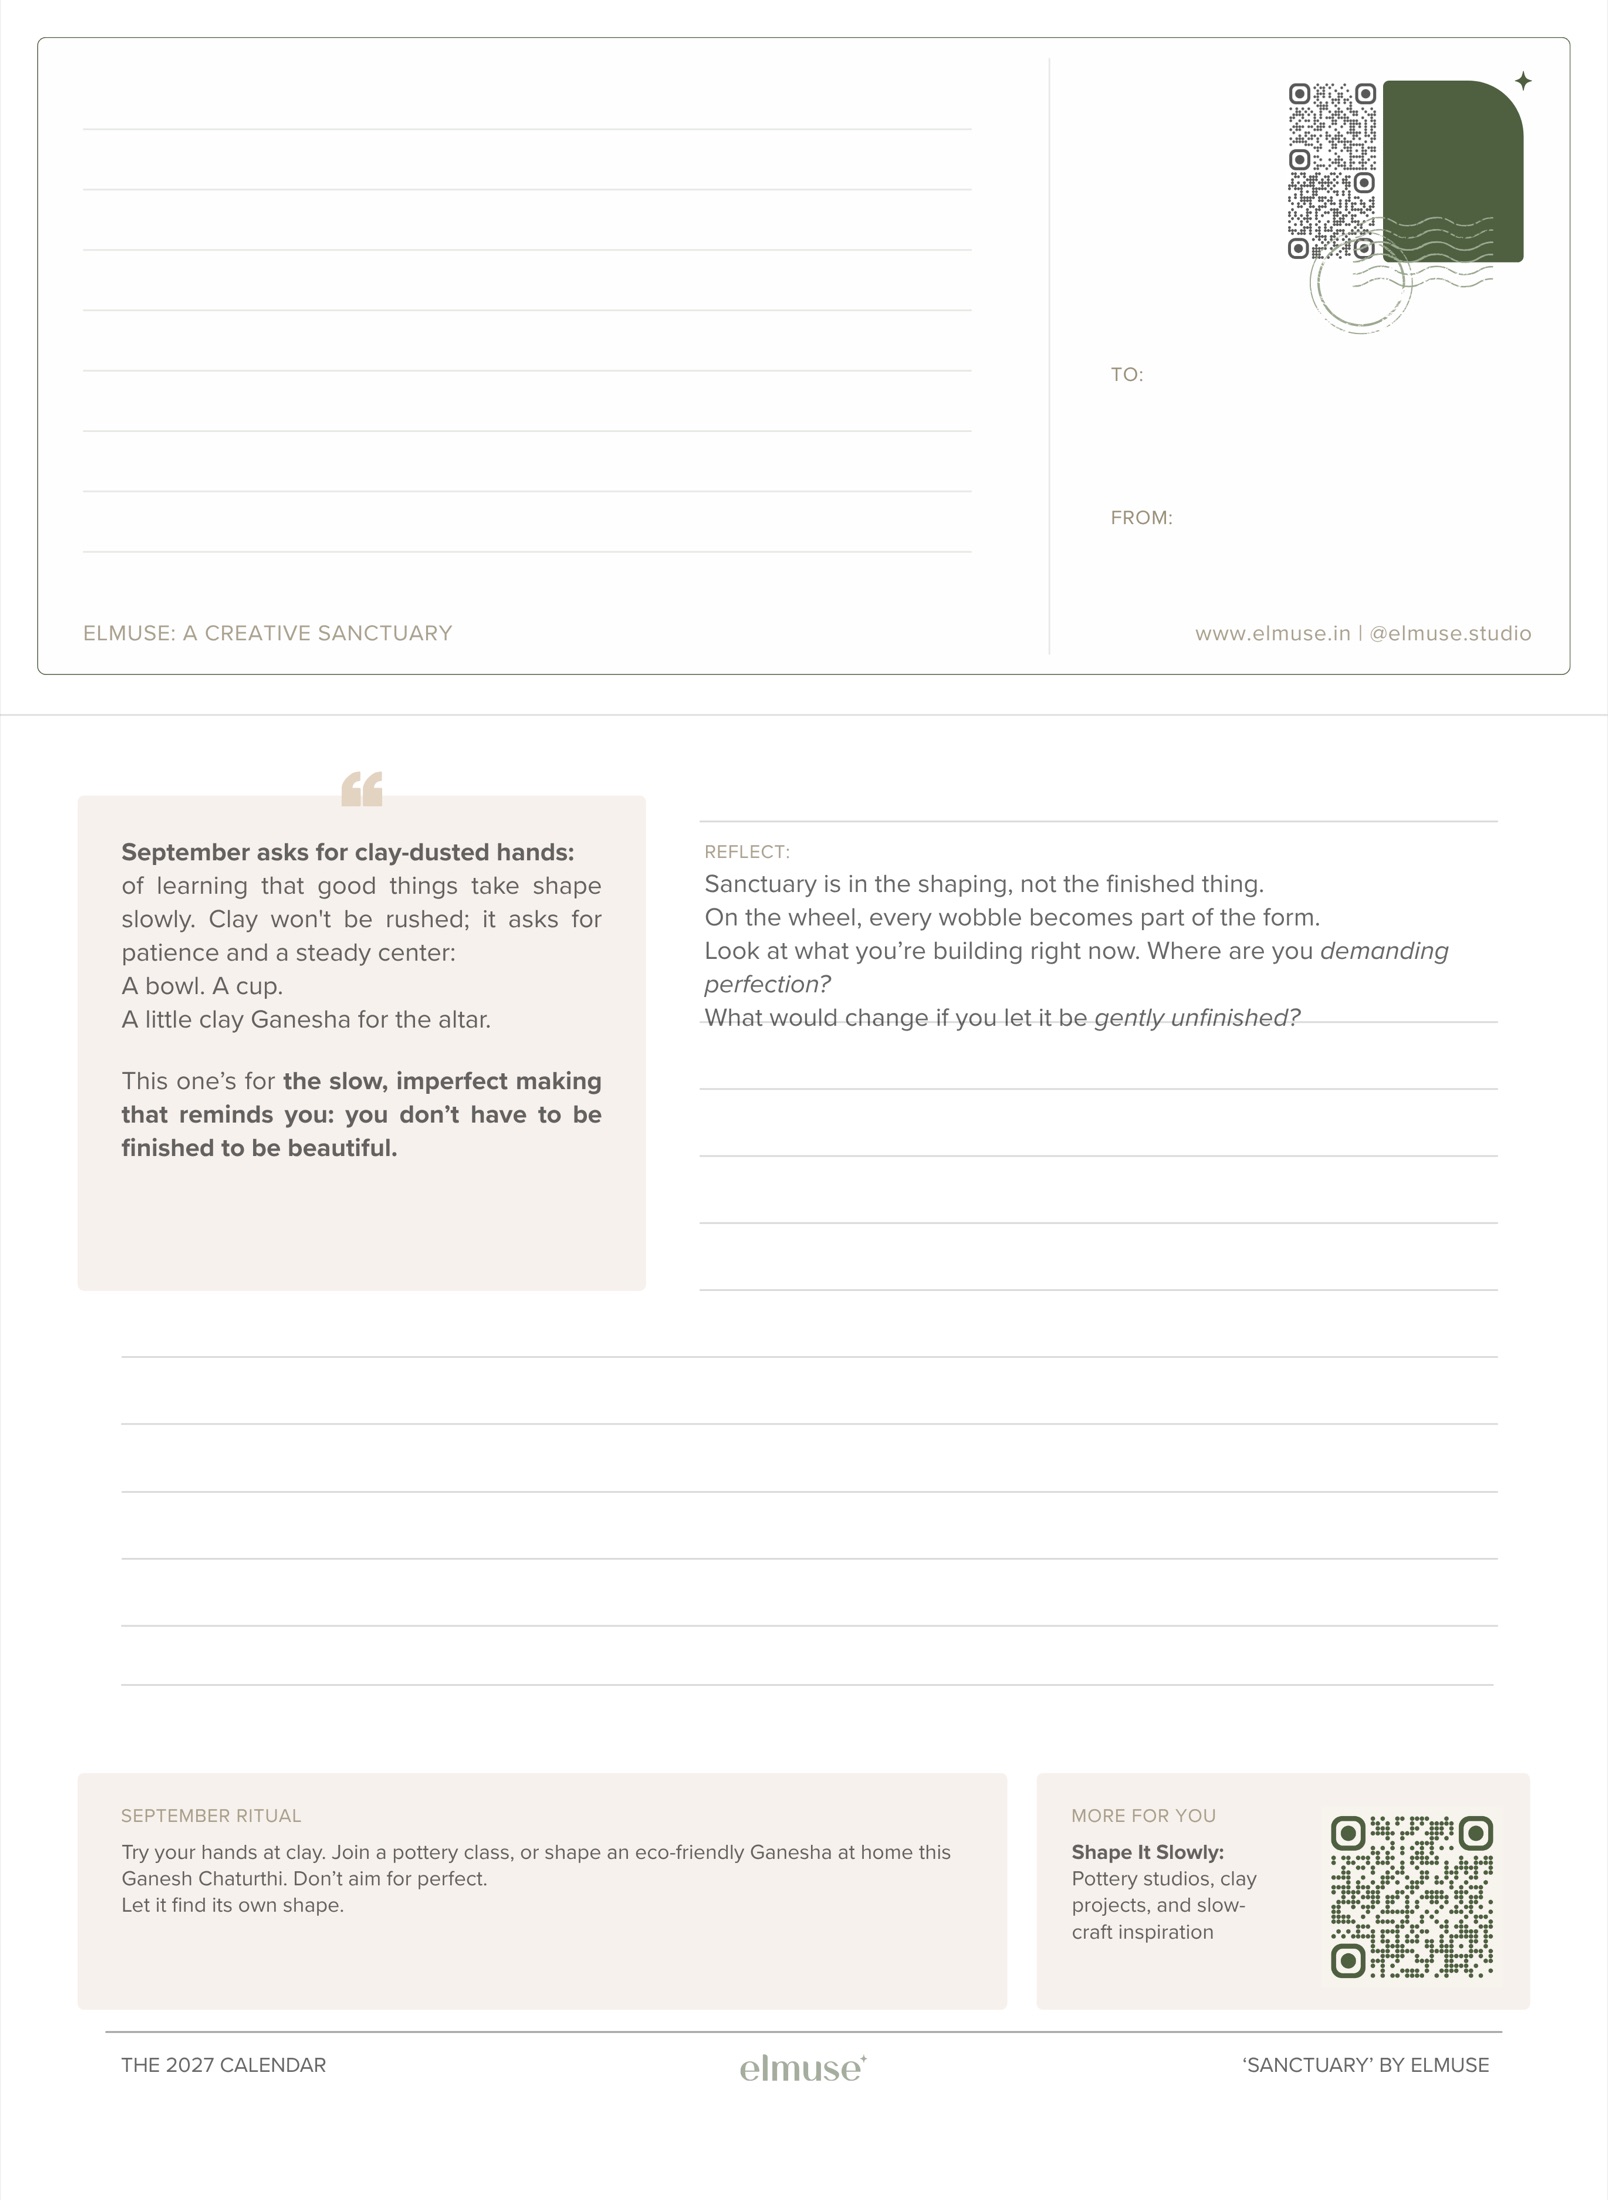 TO:
FROM:
ELMUSE: A CREATIVE SANCTUARY
www.elmuse.in | @elmuse.studio
“
September asks for clay-dusted hands:
of learning that good things take shape
slowly. Clay won't be rushed; it asks for
patience and a steady center:
A bowl. A cup.
A little clay Ganesha for the altar.
This one’s for the slow, imperfect making
that reminds you: you don’t have to be
finished to be beautiful.
REFLECT:
Sanctuary is in the shaping, not the finished thing.
On the wheel, every wobble becomes part of the form.
Look at what you’re building right now. Where are you demanding
perfection?
What would change if you let it be gently unfinished?
SEPTEMBER RITUAL
Try your hands at clay. Join a pottery class, or shape an eco-friendly Ganesha at home this
Ganesh Chaturthi. Don’t aim for perfect.
Let it find its own shape.
MORE FOR YOU
Shape It Slowly:
Pottery studios, clay
projects, and slow-
craft inspiration
THE 2027 CALENDAR
elmuse
‘SANCTUARY’ BY ELMUSE